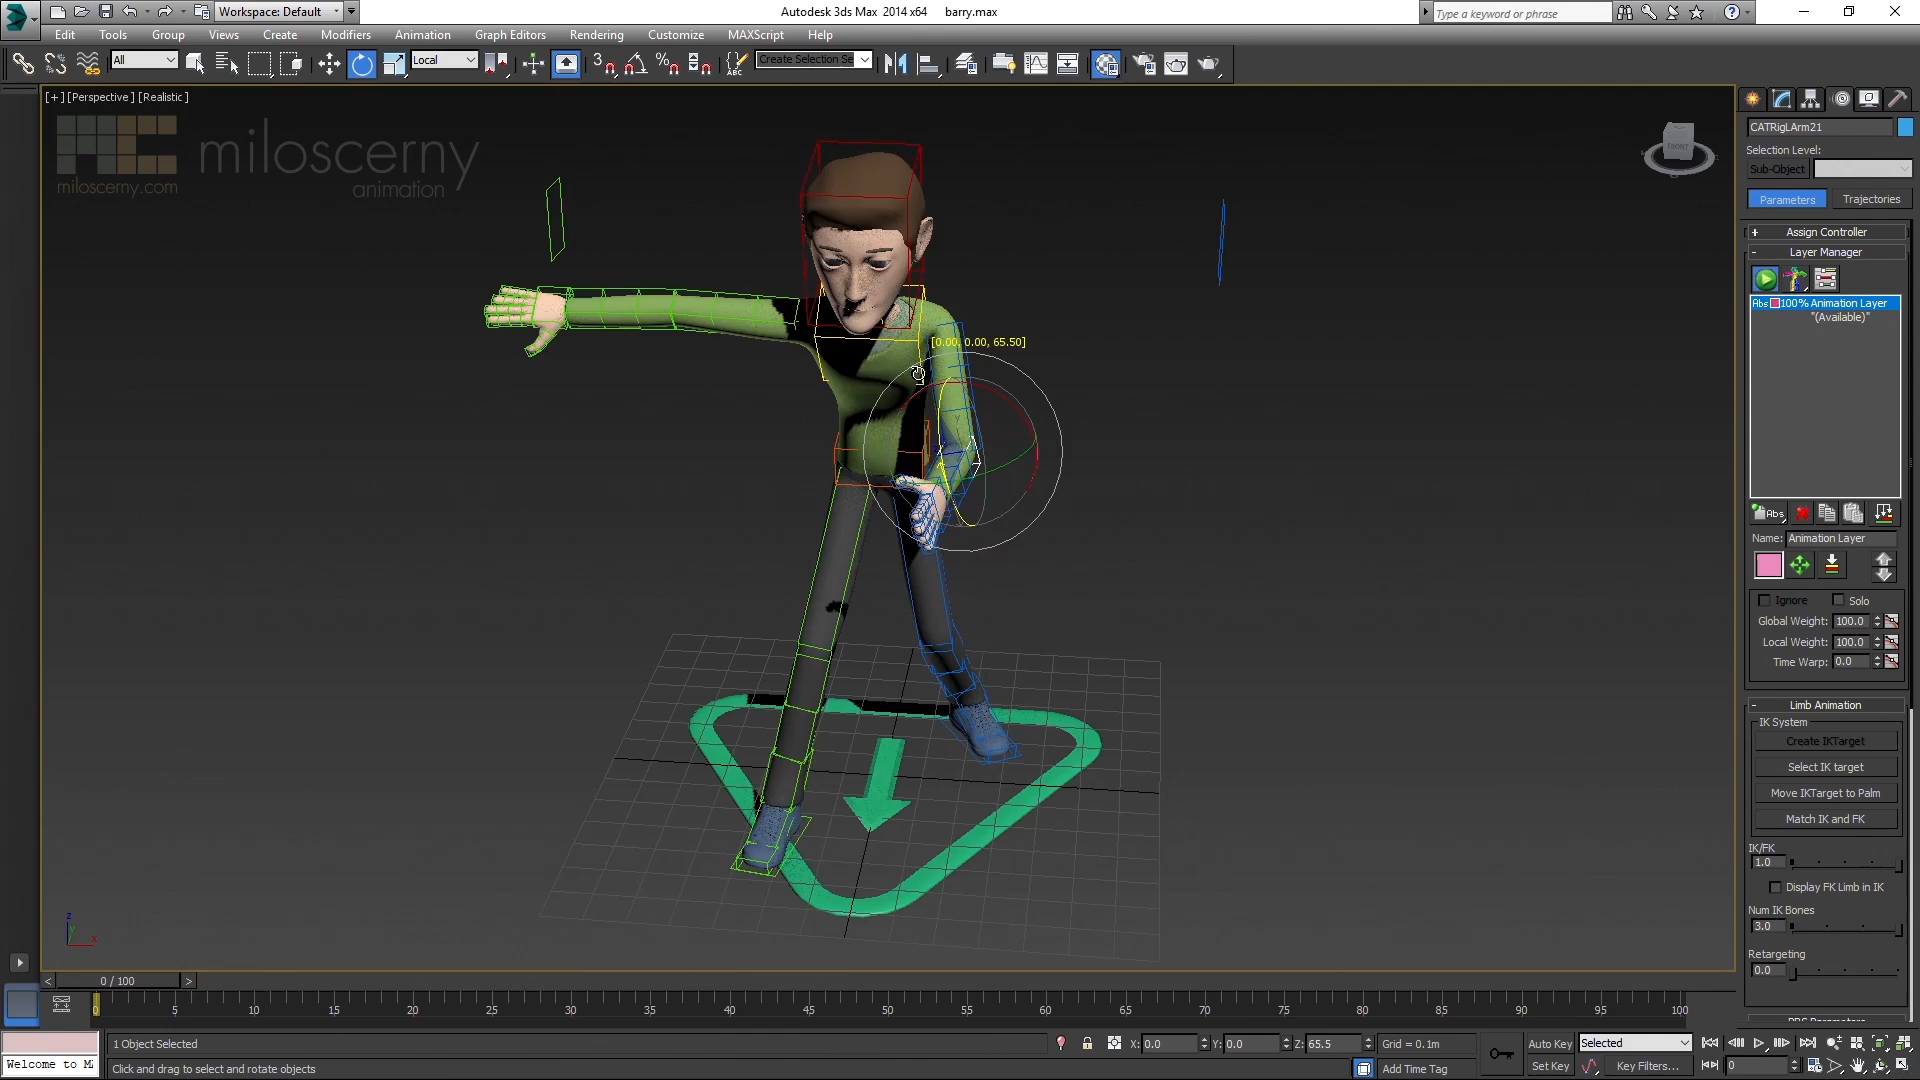 Workspace: Default
Autodesk 3ds Max 2014 x64 barry.max
Type a keyword or phrase
Edit Tools Group Views Create Modifiers Animation Graph Editors Rendering Customize MAXScript Help
All
Local
Create Selection Se
[+] [Perspective] [Realistic]
miloscerny
animation
miloscerny.com
FRONT
[0.00, 0.00, 65.50]
z
y
x
CATRigLArm21
Selection Level:
Sub-Object
Parameters
Trajectories
+ Assign Controller
- Layer Manager
Abs 100% Animation Layer
"(Available)"
Abs
Name: Animation Layer
Ignore
Solo
Global Weight: 100.0
Local Weight: 100.0
Time Warp: 0.0
- Limb Animation
IK System
Create IKTarget
Select IK target
Move IKTarget to Palm
Match IK and FK
IK/FK
1.0
Display FK Limb in IK
Num IK Bones
3.0
Retargeting
0.0
< 0 / 100 >
5 10 15 20 25 30 35 40 45 50 55 60 65 70 75 80 85 90 95 100
1 Object Selected
X: 0.0 Y: 0.0 Z: 65.5
Grid = 0.1m
Auto Key
Selected
Welcome to M
Click and drag to select and rotate objects
Add Time Tag
Set Key
Key Filters...
0